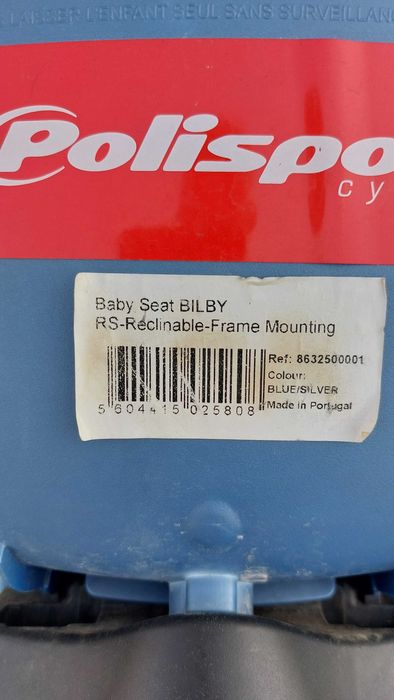 LAISSER L'ENFANT SEUL SANS SURVEILLAN
Polispo
cy
Baby Seat BILBY
RS-Reclinable-Frame Mounting
Ref: 8632500001
Colour:
BLUE/SILVER
Made in Portugal
5 604415 025808